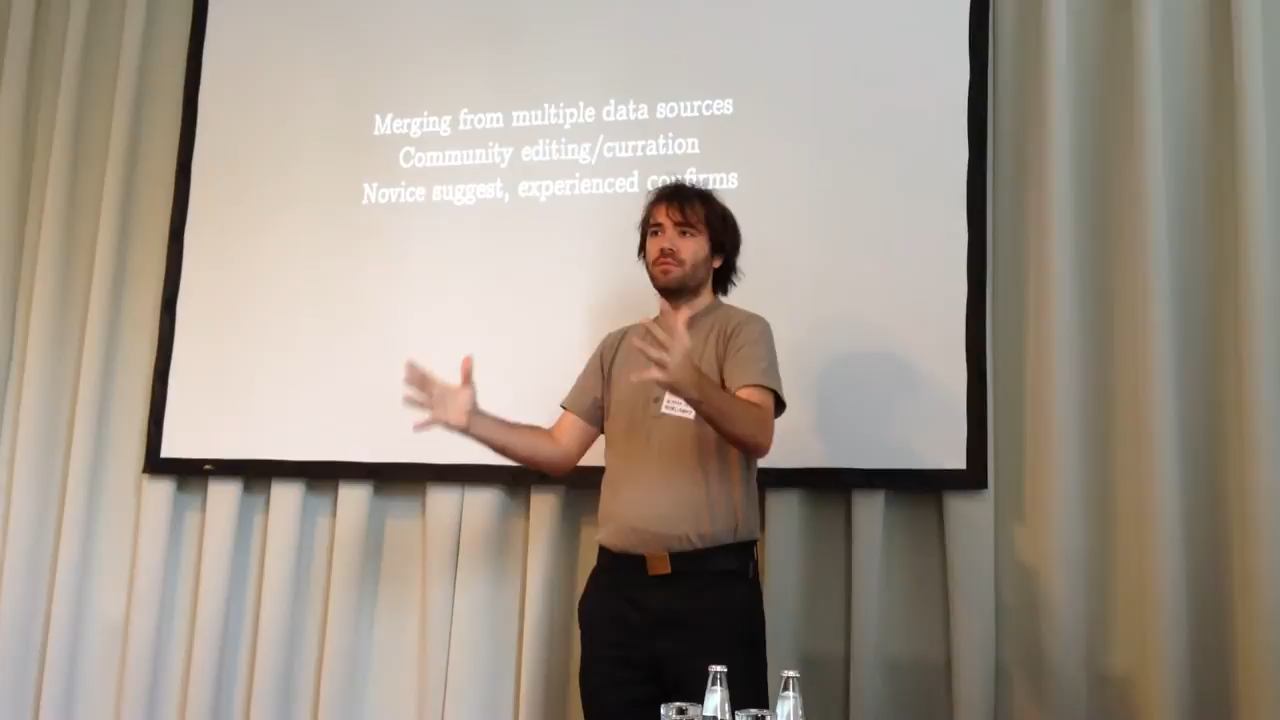 Merging from multiple data sources
Community editing/curration
Novice suggest, experienced confirms